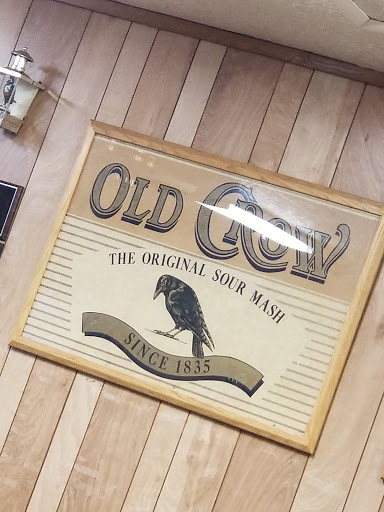 OLD CROW
THE ORIGINAL SOUR MASH
SINCE 1835